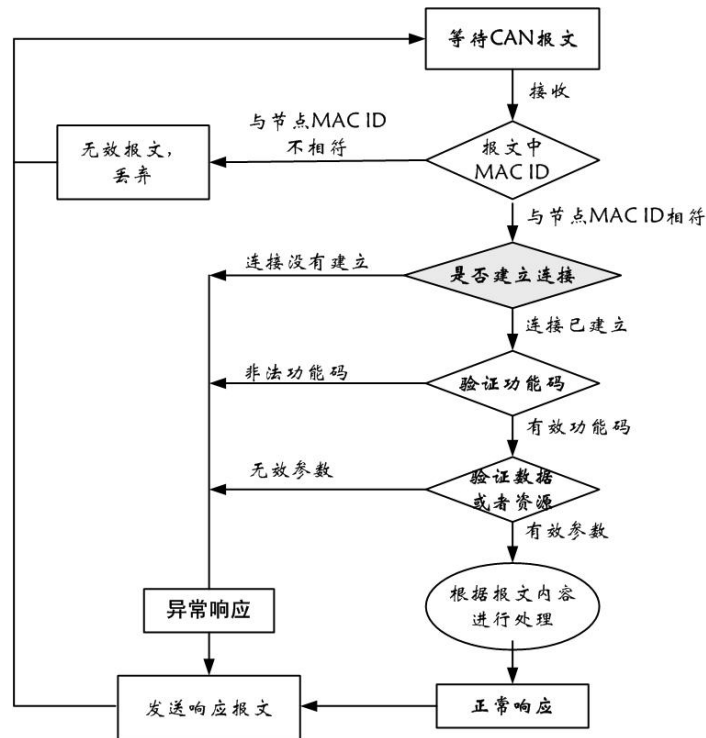 等待CAN报文
接收
与节点MAC ID
不相符
无效报文，
丢弃
报文中
MAC ID
与节点MAC ID相符
连接没有建立
是否建立连接
连接已建立
非法功能码
验证功能码
有效功能码
无效参数
验证数据
或者资源
有效参数
根据报文内容
进行处理
异常响应
发送响应报文
正常响应